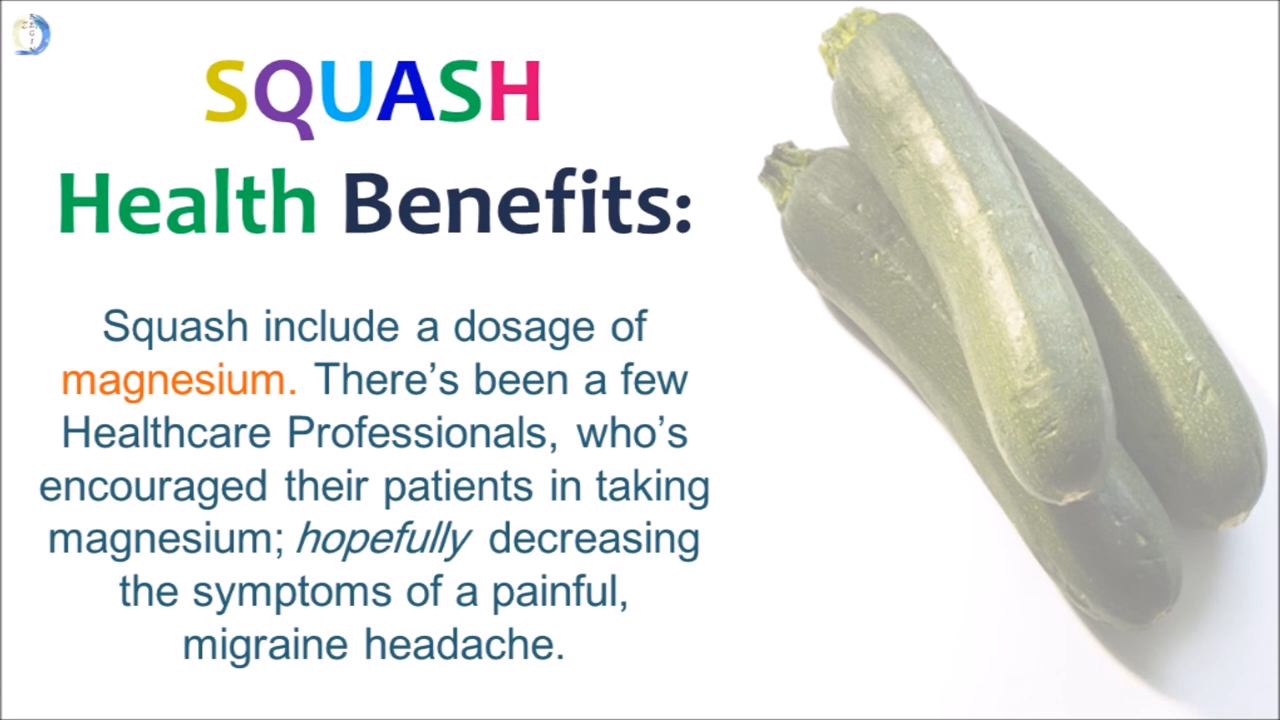 SQUASH
Health Benefits:
Squash include a dosage of
magnesium. There’s been a few
Healthcare Professionals, who’s
encouraged their patients in taking
magnesium; hopefully decreasing
the symptoms of a painful,
migraine headache.